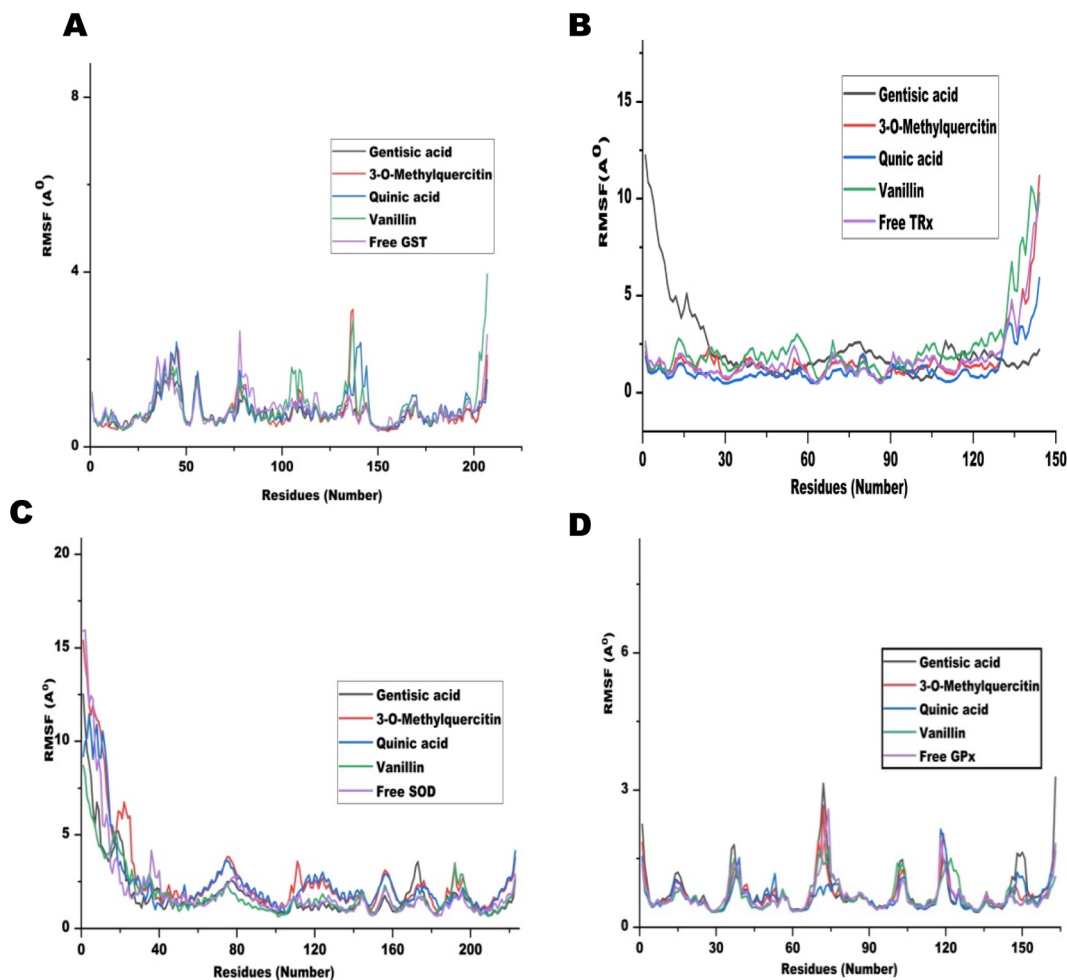 A
8
4
0
RMSF (A⁰)
Gentisic acid
3-O-Methylquercitin
Quinic acid
Vanillin
Free GST
0 50 100 150 200
Residues (Number)
B
15
10
5
0
RMSF(A⁰)
Gentisic acid
3-O-Methylquercitin
Qunic acid
Vanillin
Free TRx
0 30 60 90 120 150
Residues (Number)
C
20
15
10
5
0
RMSF (A⁰)
Gentisic acid
3-O-Methylquercitin
Quinic acid
Vanillin
Free SOD
0 40 80 120 160 200
Residues (Number)
D
6
3
0
RMSF (A⁰)
Gentisic acid
3-O-Methylquercitin
Quinic acid
Vanillin
Free GPx
0 30 60 90 120 150
Residues (Number)